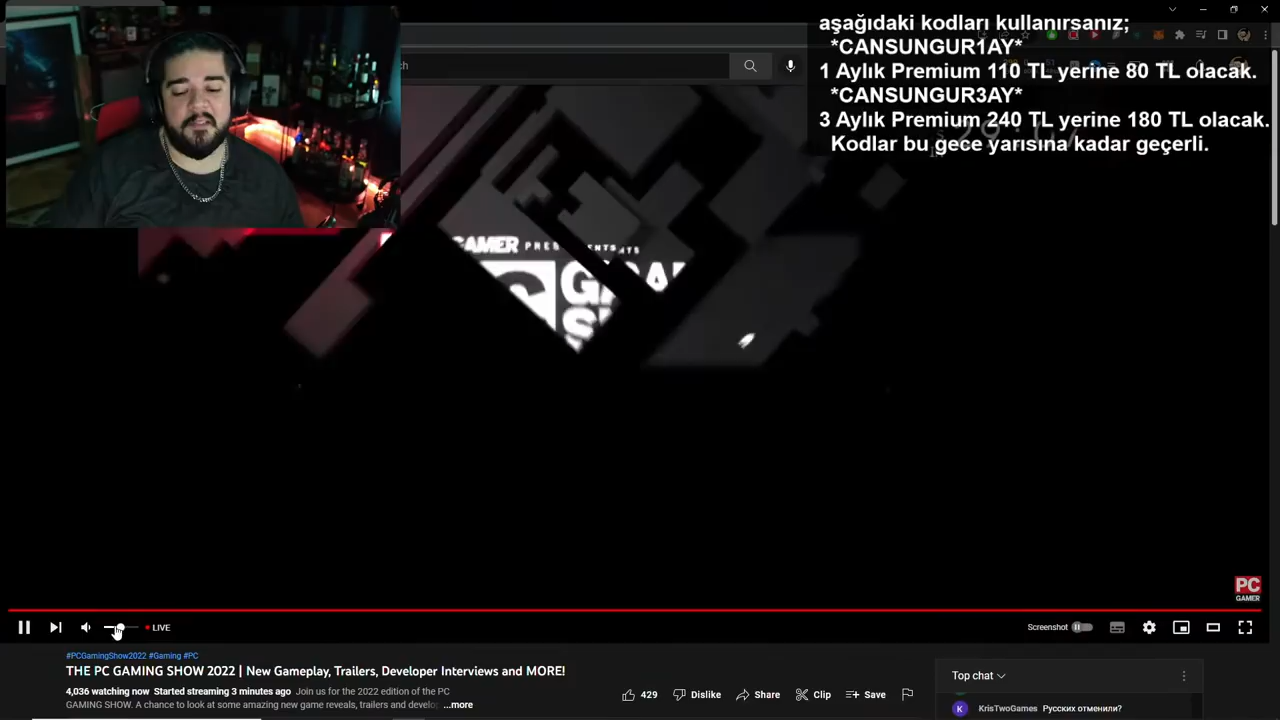 aşağıdaki kodları kullanırsanız;
*CANSUNGUR1AY*
1 Aylık Premium 110 TL yerine 80 TL olacak.
*CANSUNGUR3AY*
3 Aylık Premium 240 TL yerine 180 TL olacak.
Kodlar bu gece yarısına kadar geçerli.
ch
GAMER PRES ENTS
PC
GAMER
LIVE
Screenshot
#PCGamingShow2022 #Gaming #PC
THE PC GAMING SHOW 2022 | New Gameplay, Trailers, Developer Interviews and MORE!
4,036 watching now Started streaming 3 minutes ago Join us for the 2022 edition of the PC
GAMING SHOW. A chance to look at some amazing new game reveals, trailers and develo ...more
429 Dislike Share Clip Save
Top chat
K KrisTwoGames Русских отменили?